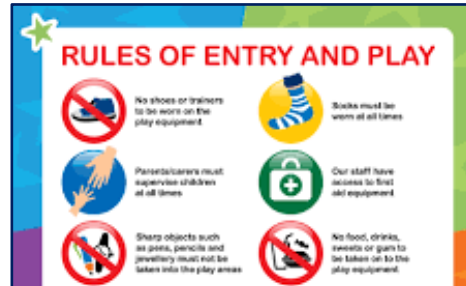 RULES OF ENTRY AND PLAY
No shoes or trainers
to be worn on the
play equipment
Socks must be
worn at all times
Parents/carers must
supervise children
at all times
Our staff have
access to first
aid equipment
Sharp objects such
as pens, pencils and
jewellery must not be
taken into the play areas
No food, drinks,
sweets or gum to
be taken on to the
play equipment